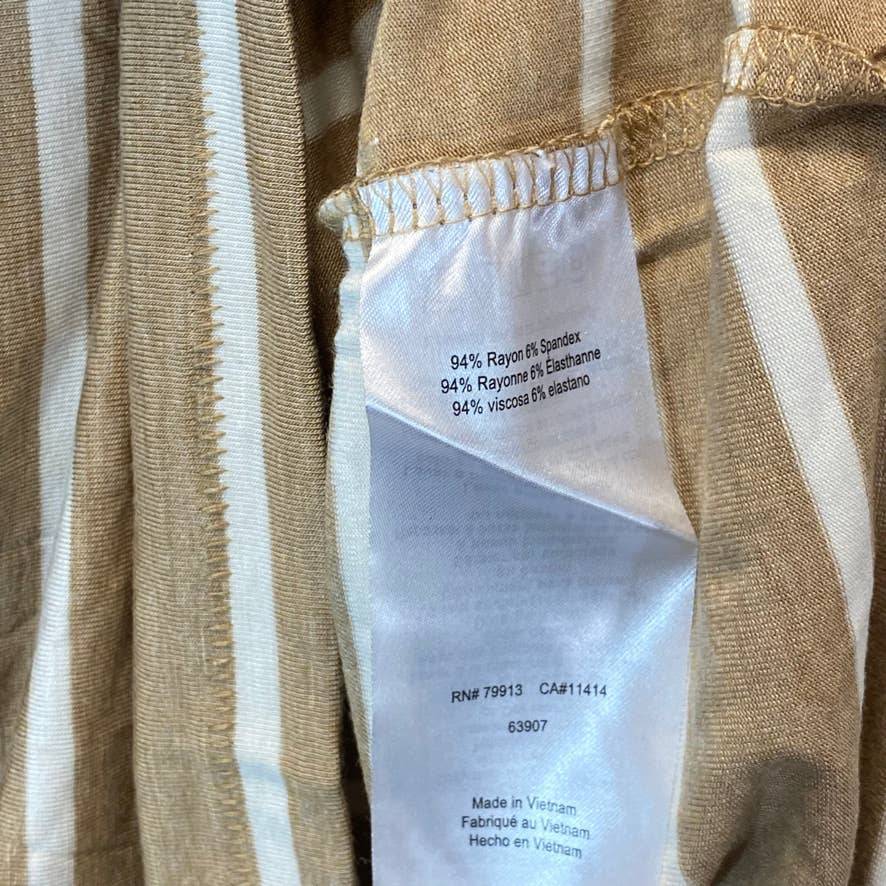 94% Rayon 6% Spandex
94% Rayonne 6% Élasthanne
94% viscosa 6% elastano
RN# 79913 CA#11414
63907
Made in Vietnam
Fabriqué au Vietnam
Hecho en Viétnam